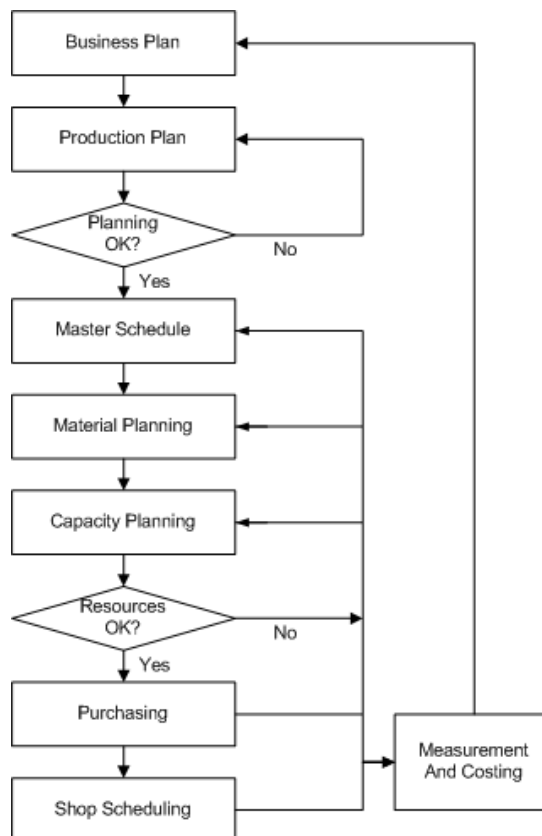 Business Plan
Production Plan
Planning
OK?
No
Yes
Master Schedule
Material Planning
Capacity Planning
Resources
OK?
No
Yes
Purchasing
Measurement
And Costing
Shop Scheduling